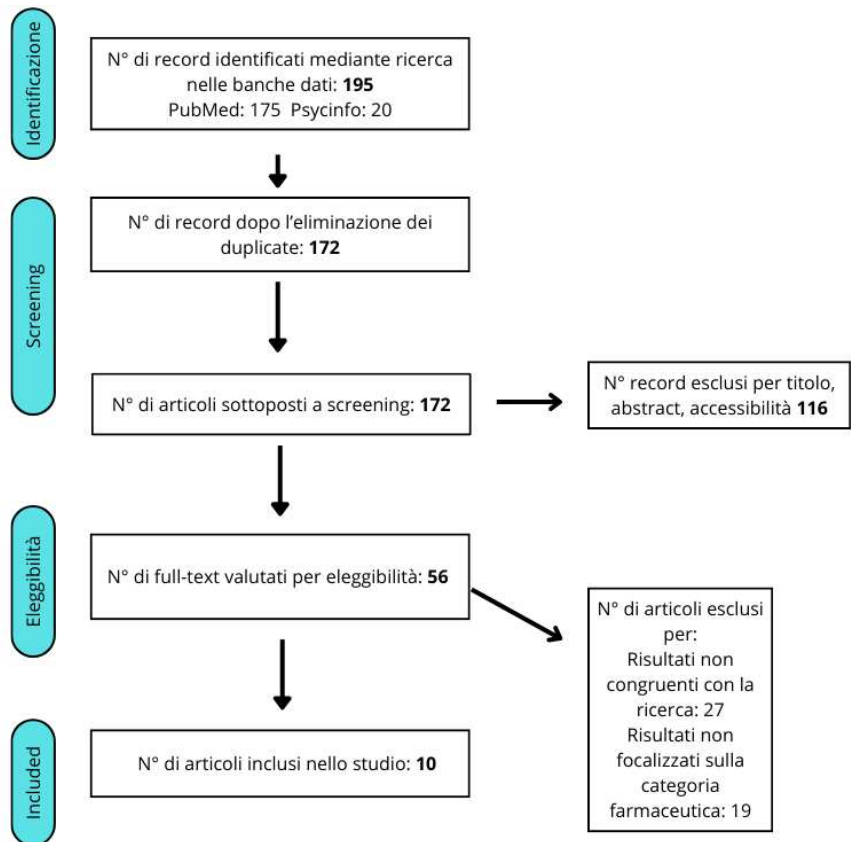 Identificazione
N° di record identificati mediante ricerca
nelle banche dati: 195
PubMed: 175  Psycinfo: 20
Screening
N° di record dopo l'eliminazione dei
duplicate: 172
N° di articoli sottoposti a screening: 172
N° record esclusi per titolo,
abstract, accessibilità 116
Eleggibilità
N° di full-text valutati per eleggibilità: 56
N° di articoli esclusi
per:
Risultati non
congruenti con la
ricerca: 27
Risultati non
focalizzati sulla
categoria
farmaceutica: 19
Included
N° di articoli inclusi nello studio: 10